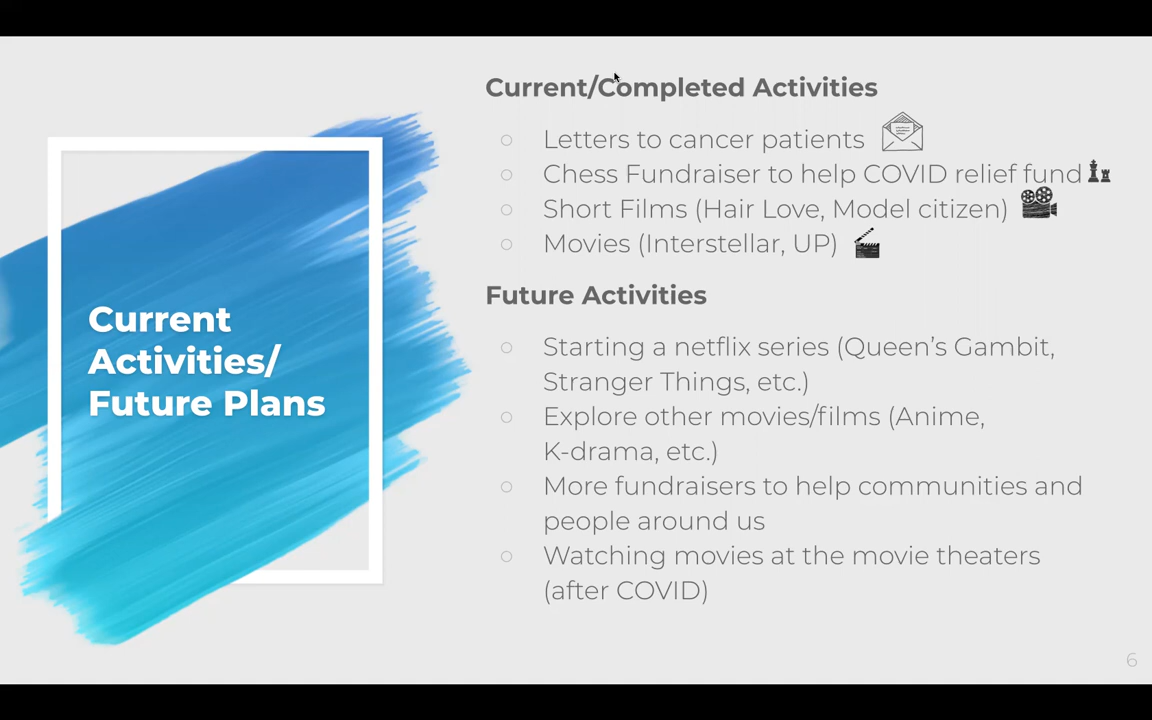 Current
Activities/
Future Plans
Current/Completed Activities
Letters to cancer patients
Chess Fundraiser to help COVID relief fund
Short Films (Hair Love, Model citizen)
Movies (Interstellar, UP)
Future Activities
Starting a netflix series (Queen's Gambit,
Stranger Things, etc.)
Explore other movies/films (Anime,
K-drama, etc.)
More fundraisers to help communities and
people around us
Watching movies at the movie theaters
(after COVID)
6